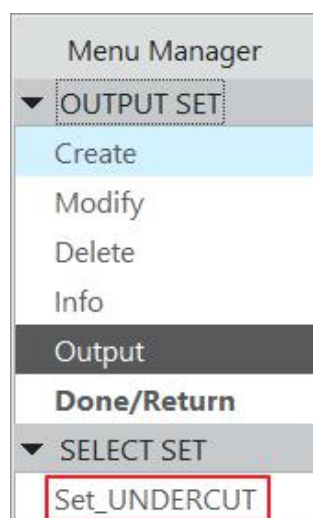 Menu Manager
OUTPUT SET
Create
Modify
Delete
Info
Output
Done/Return
SELECT SET
Set_UNDERCUT